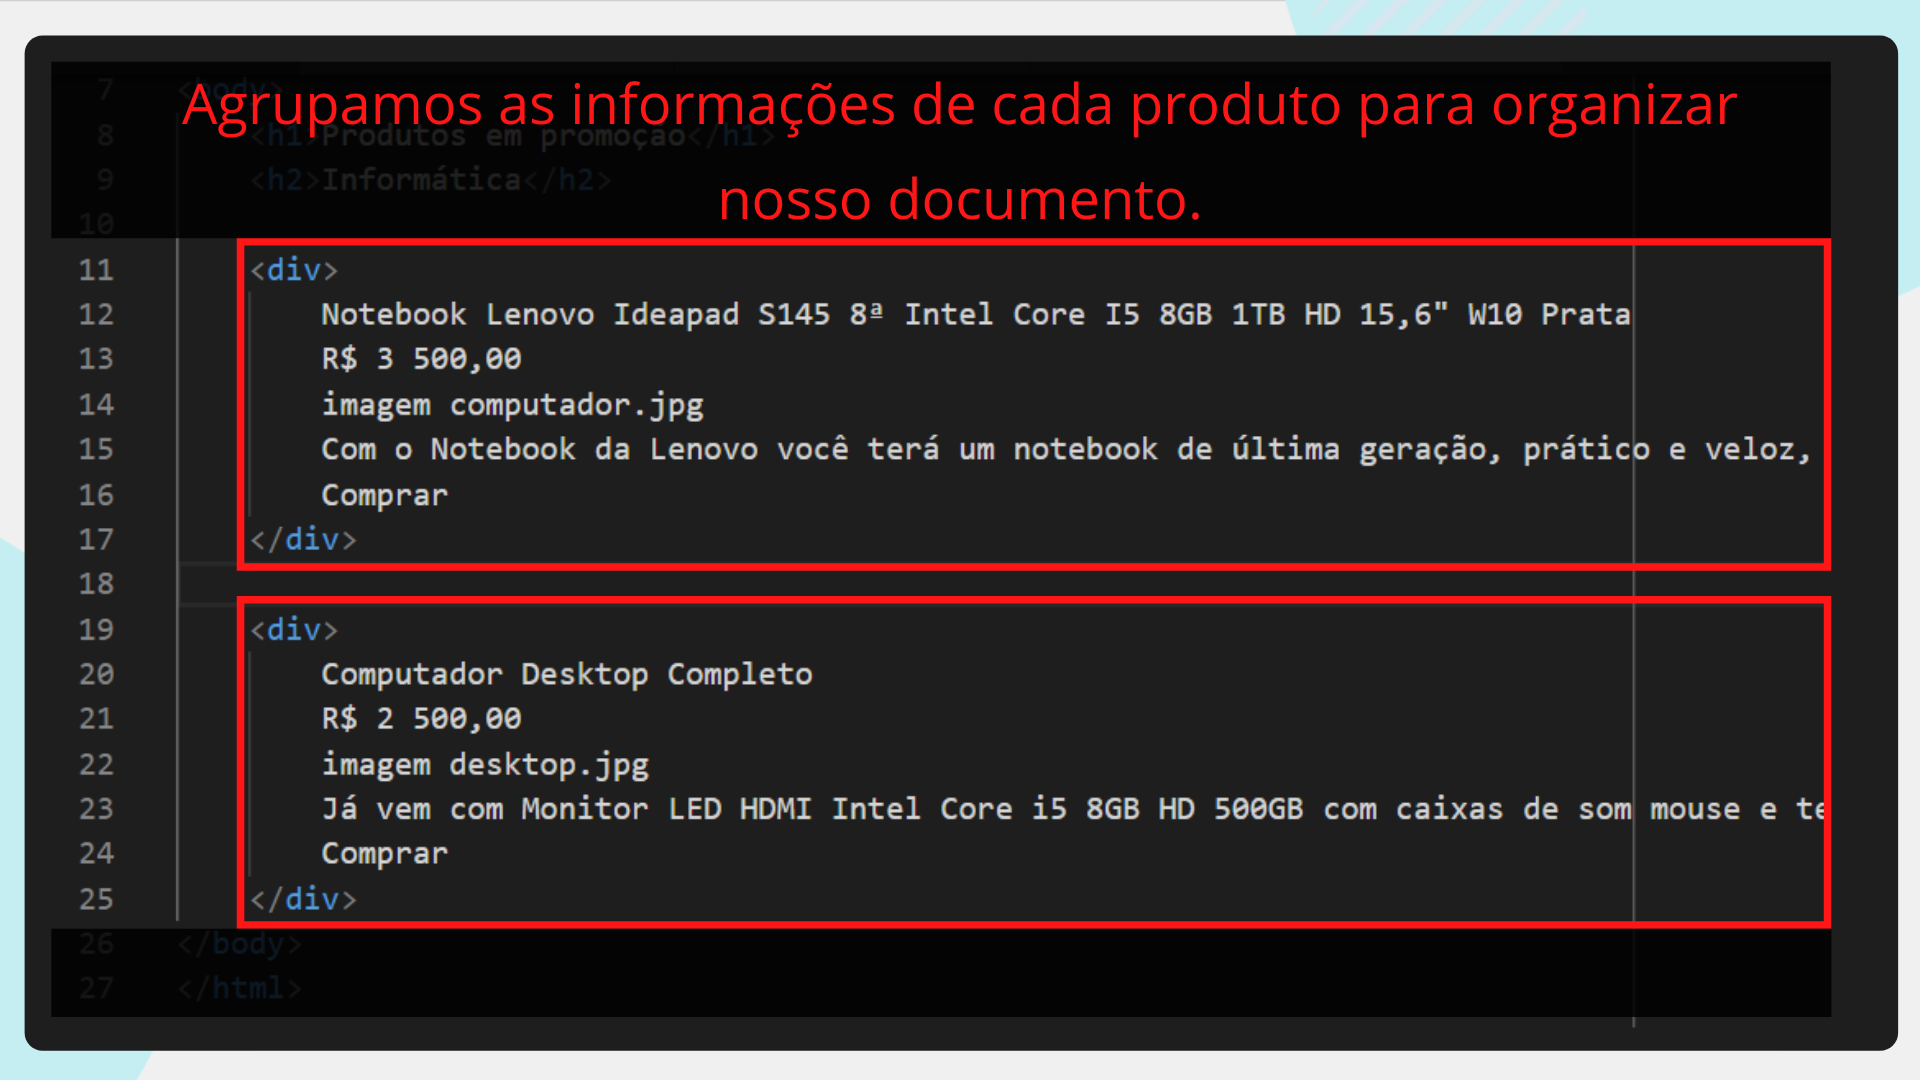 Agrupamos as informações de cada produto para organizar
nosso documento.
7 <body>
8 <h1>Produtos em promoção</h1>
9 <h2>Informática</h2>
10
11 <div>
12 Notebook Lenovo Ideapad S145 8ª Intel Core I5 8GB 1TB HD 15,6" W10 Prata
13 R$ 3 500,00
14 imagem computador.jpg
15 Com o Notebook da Lenovo você terá um notebook de última geração, prático e veloz,
16 Comprar
17 </div>
18
19 <div>
20 Computador Desktop Completo
21 R$ 2 500,00
22 imagem desktop.jpg
23 Já vem com Monitor LED HDMI Intel Core i5 8GB HD 500GB com caixas de som mouse e te
24 Comprar
25 </div>
26 </body>
27 </html>